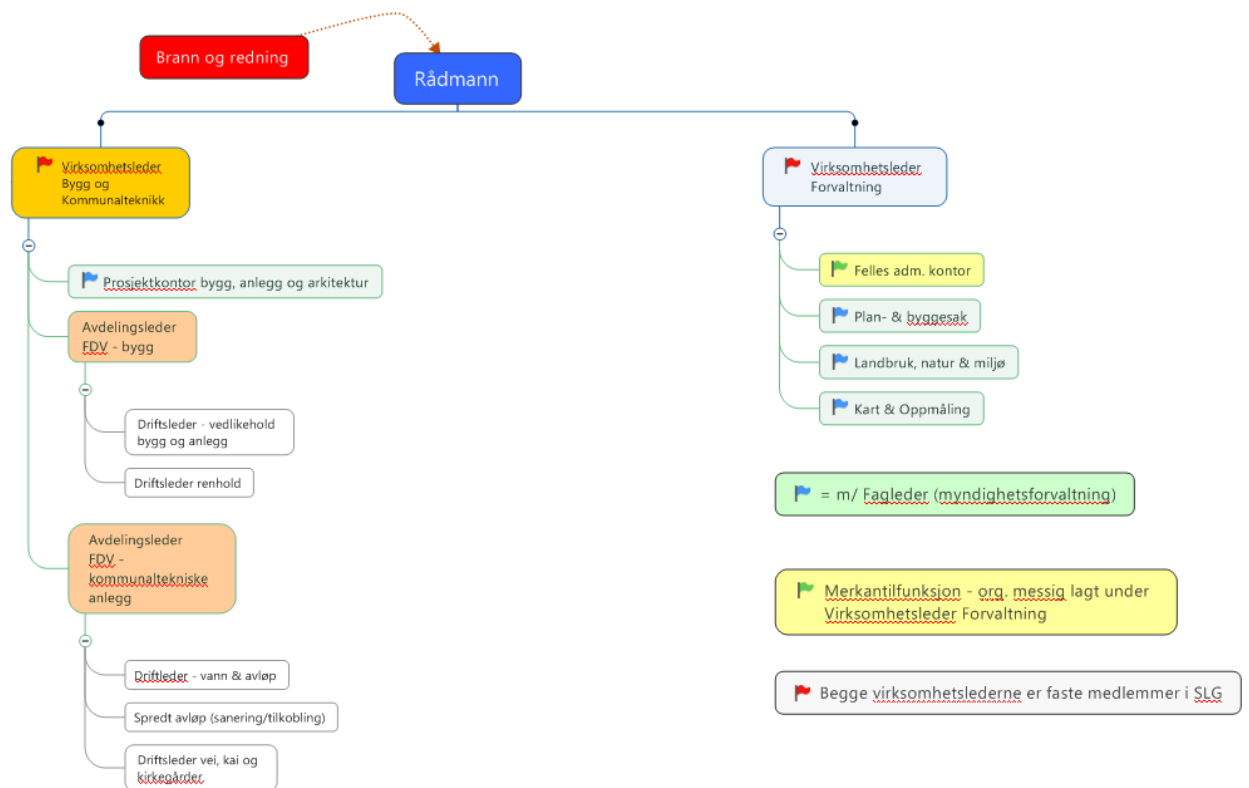 Brann og redning
Rådmann
Virksomhetsleder
Bygg og
Kommunalteknikk
Prosjektkontor bygg, anlegg og arkitektur
Avdelingsleder
FDV - bygg
Driftsleder - vedlikehold
bygg og anlegg
Driftsleder renhold
Avdelingsleder
FDV -
kommunaltekniske
anlegg
Driftleder - vann & avløp
Spredt avløp (sanering/tilkobling)
Driftsleder vei, kai og
kirkegårder.
Virksomhetsleder
Forvaltning
Felles adm. kontor
Plan- & byggesak
Landbruk, natur & miljø
Kart & Oppmåling
= m/ Fagleder (myndighetsforvaltning)
Merkantilfunksjon - org. messig lagt under
Virksomhetsleder Forvaltning
Begge virksomhetslederne er faste medlemmer i SLG